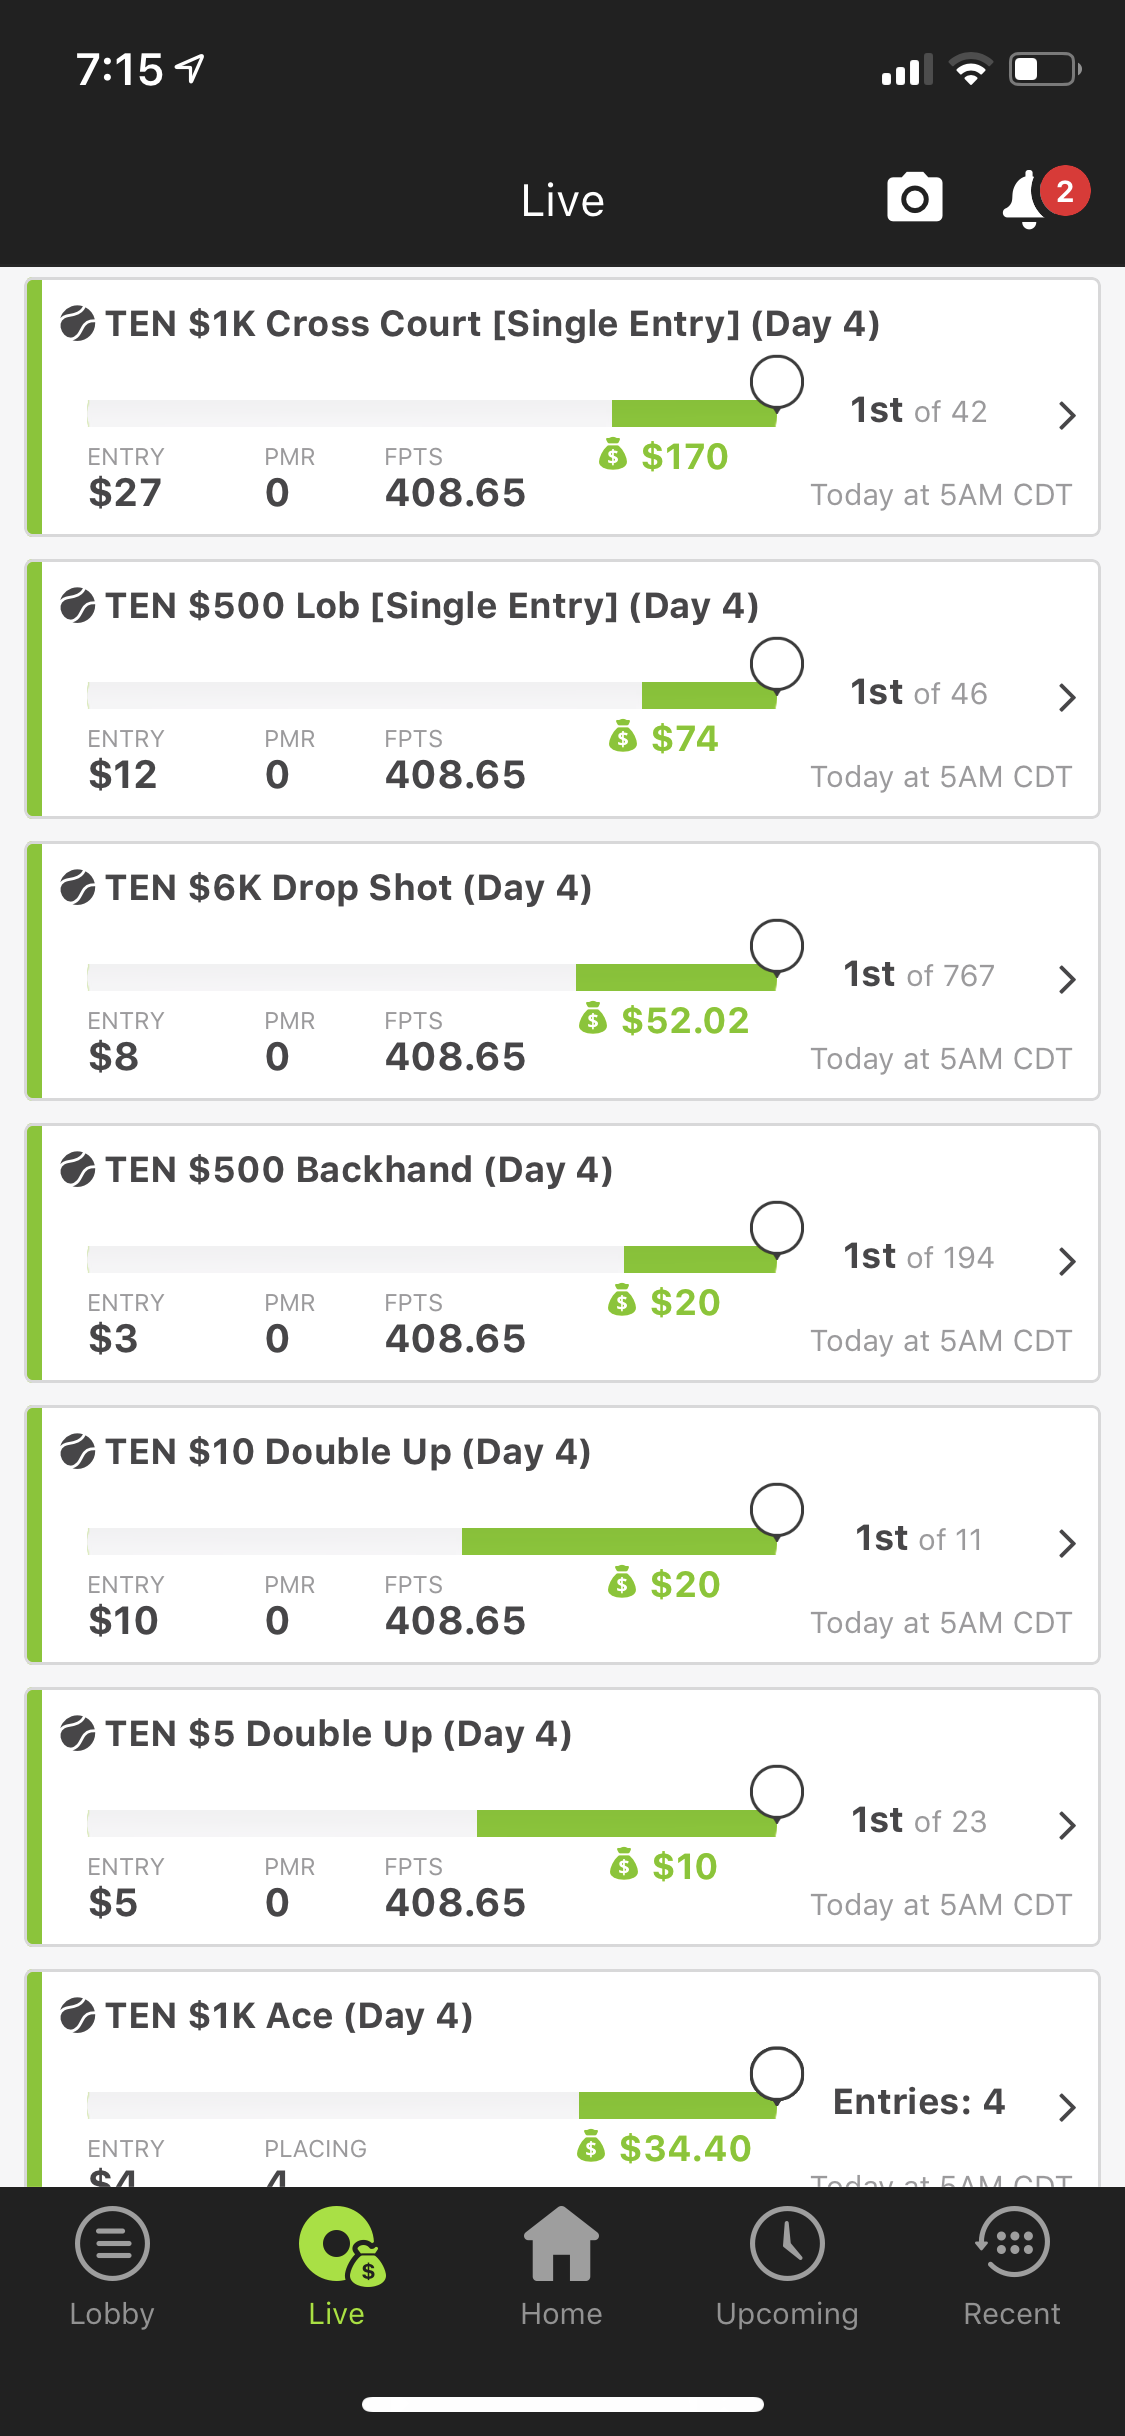 7:15
Live
2
TEN $1K Cross Court [Single Entry] (Day 4)
1st of 42
ENTRY PMR FPTS $170
$27 0 408.65
Today at 5AM CDT
TEN $500 Lob [Single Entry] (Day 4)
1st of 46
ENTRY PMR FPTS $74
$12 0 408.65
Today at 5AM CDT
TEN $6K Drop Shot (Day 4)
1st of 767
ENTRY PMR FPTS $52.02
$8 0 408.65
Today at 5AM CDT
TEN $500 Backhand (Day 4)
1st of 194
ENTRY PMR FPTS $20
$3 0 408.65
Today at 5AM CDT
TEN $10 Double Up (Day 4)
1st of 11
ENTRY PMR FPTS $20
$10 0 408.65
Today at 5AM CDT
TEN $5 Double Up (Day 4)
1st of 23
ENTRY PMR FPTS $10
$5 0 408.65
Today at 5AM CDT
TEN $1K Ace (Day 4)
Entries: 4
ENTRY PLACING $34.40
$4 4
Today at 5AM CDT
Lobby Live Home Upcoming Recent